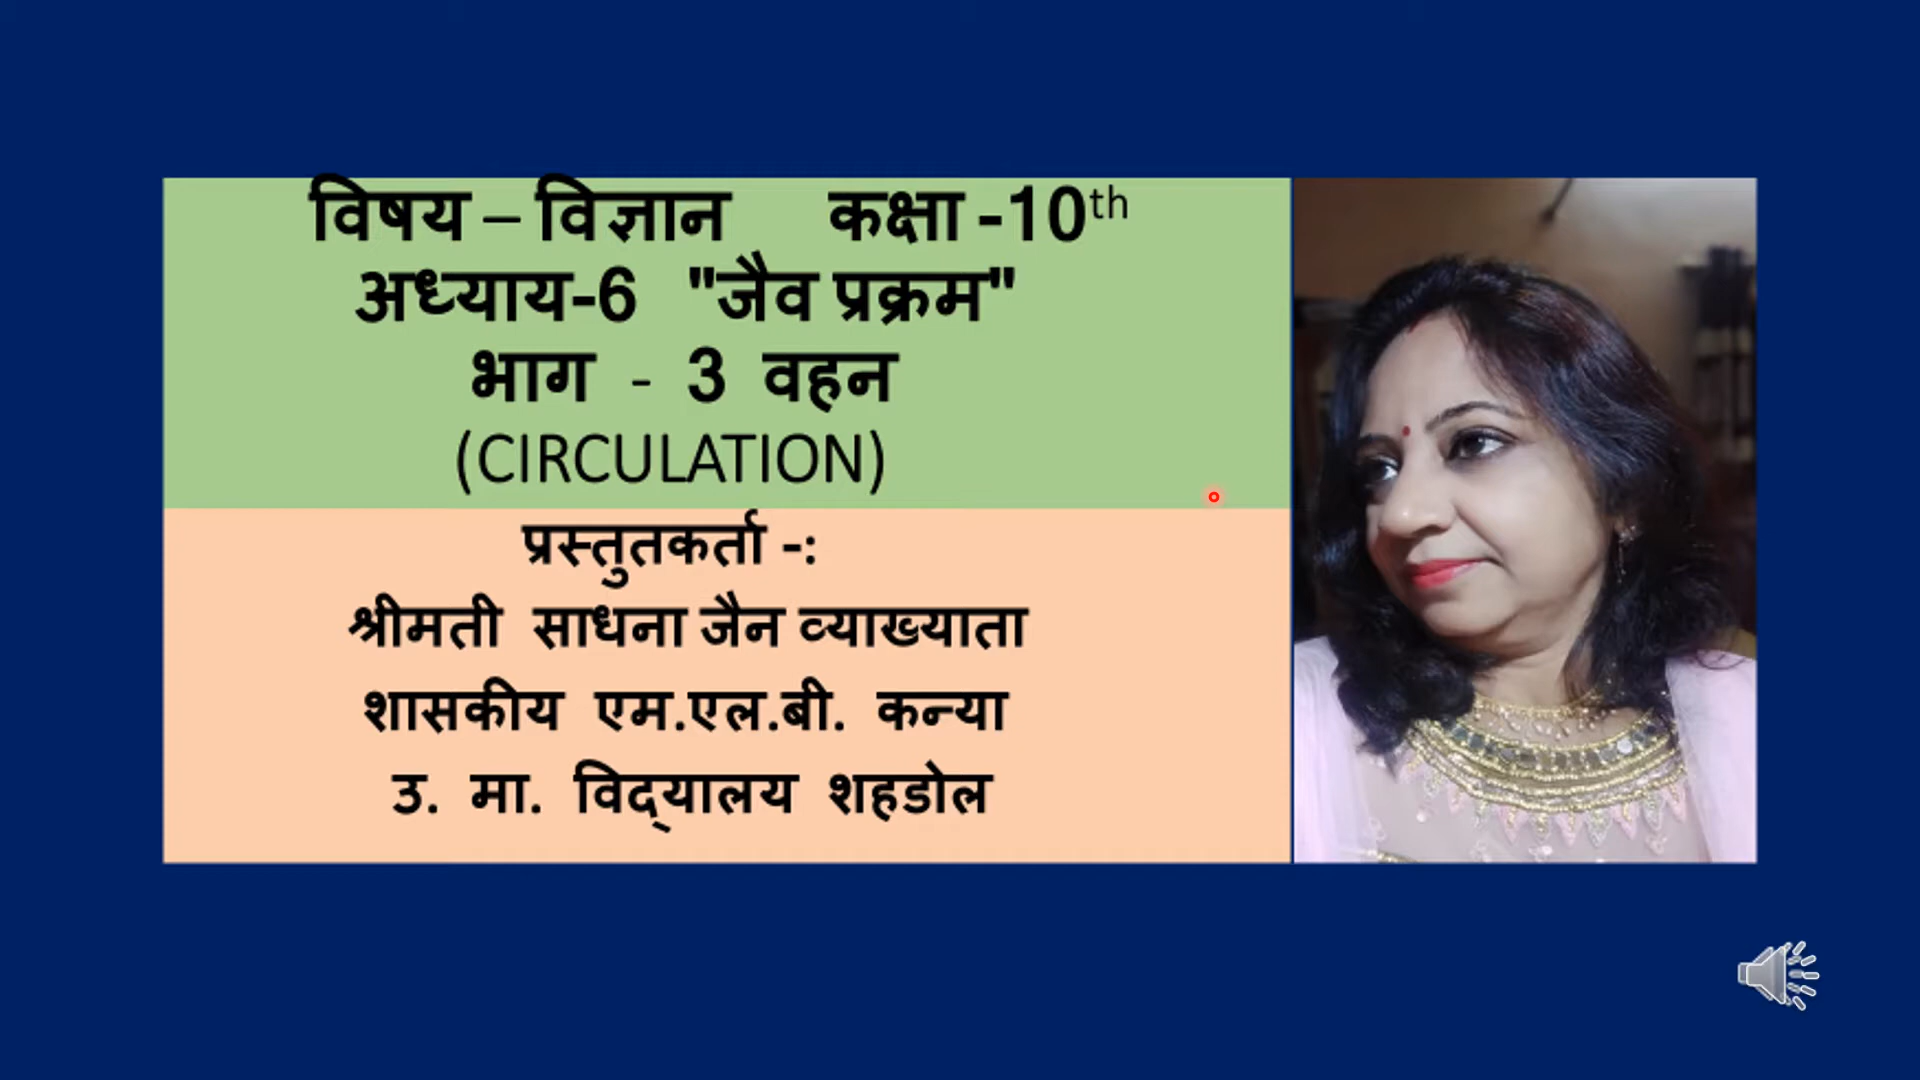 विषय – विज्ञान कक्षा -10th
अध्याय-6 "जैव प्रक्रम"
भाग - 3 वहन
(CIRCULATION)
प्रस्तुतकर्ता -:
श्रीमती साधना जैन व्याख्याता
शासकीय एम.एल.बी. कन्या
उ. मा. विद्यालय शहडोल